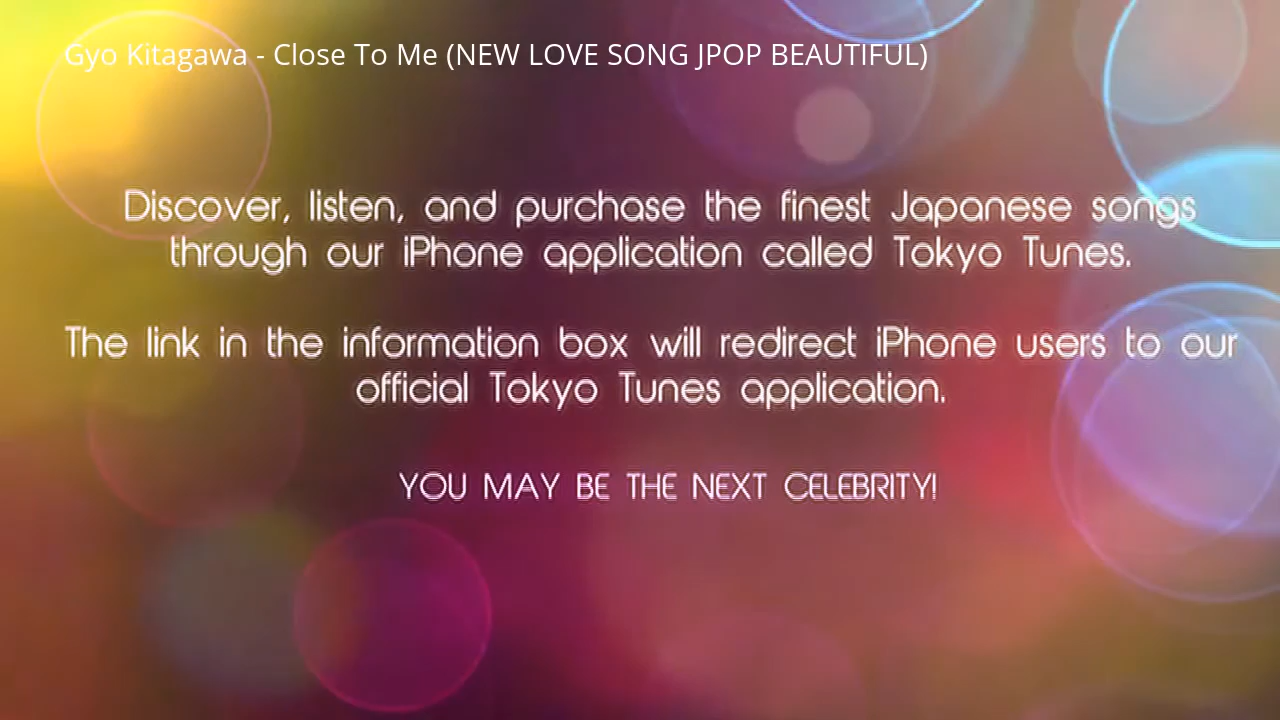 Gyo Kitagawa - Close To Me (NEW LOVE SONG JPOP BEAUTIFUL)
Discover, listen, and purchase the finest Japanese songs
through our iPhone application called Tokyo Tunes.
The link in the information box will redirect iPhone users to our
official Tokyo Tunes application.
YOU MAY BE THE NEXT CELEBRITY!